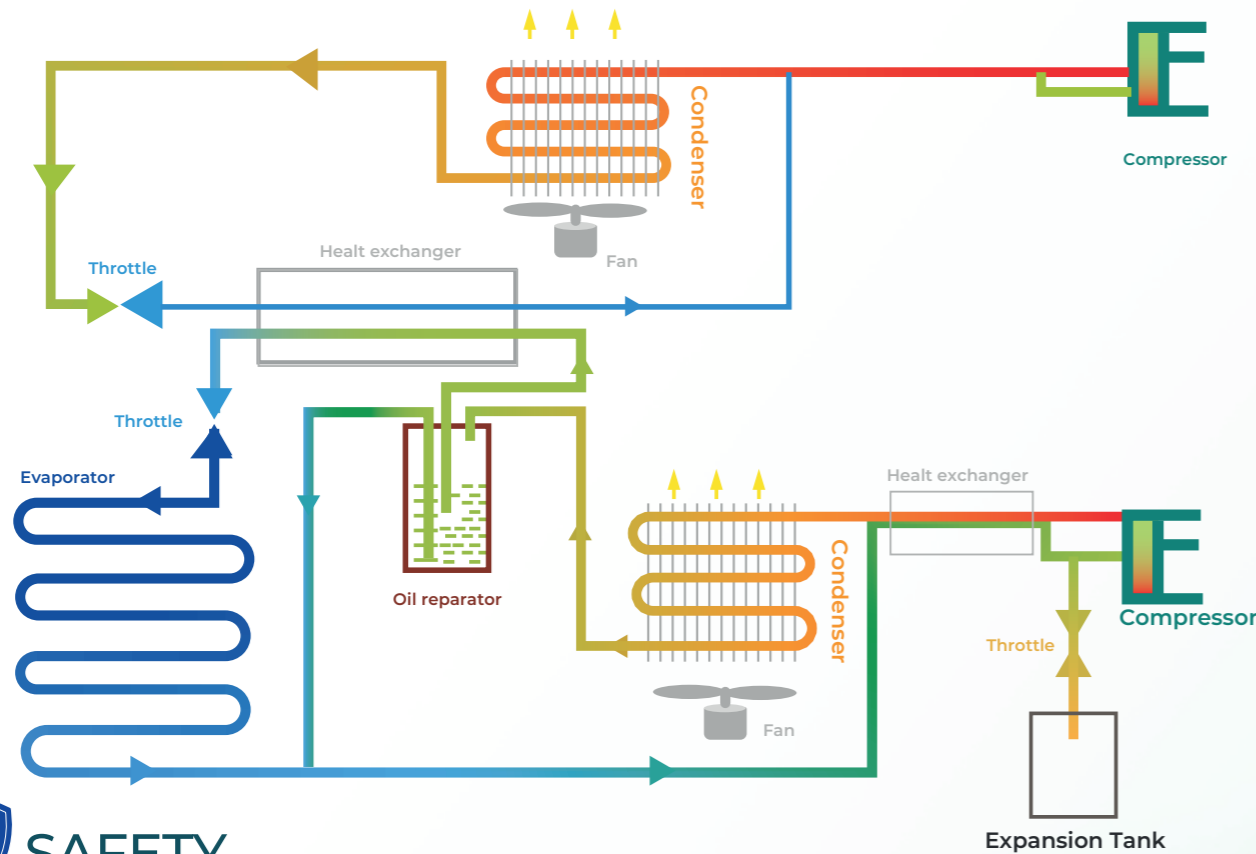 Condenser
Compressor
Healt exchanger
Fan
Throttle
Throttle
Evaporator
Healt exchanger
Oil reparator
Condenser
Compressor
Throttle
Fan
Expansion Tank
SAFETY